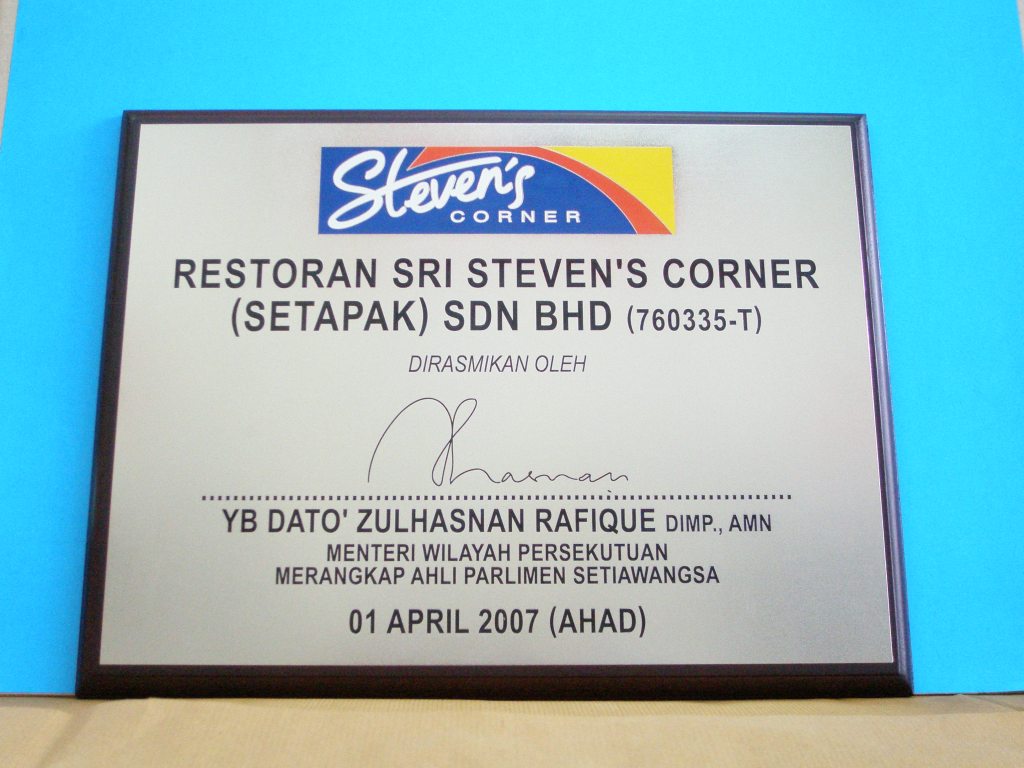 Steven's
CORNER
RESTORAN SRI STEVEN'S CORNER
(SETAPAK) SDN BHD (760335-T)
DIRASMIKAN OLEH
YB DATO' ZULHASNAN RAFIQUE DIMP., AMN
MENTERI WILAYAH PERSEKUTUAN
MERANGKAP AHLI PARLIMEN SETIAWANGSA
01 APRIL 2007 (AHAD)